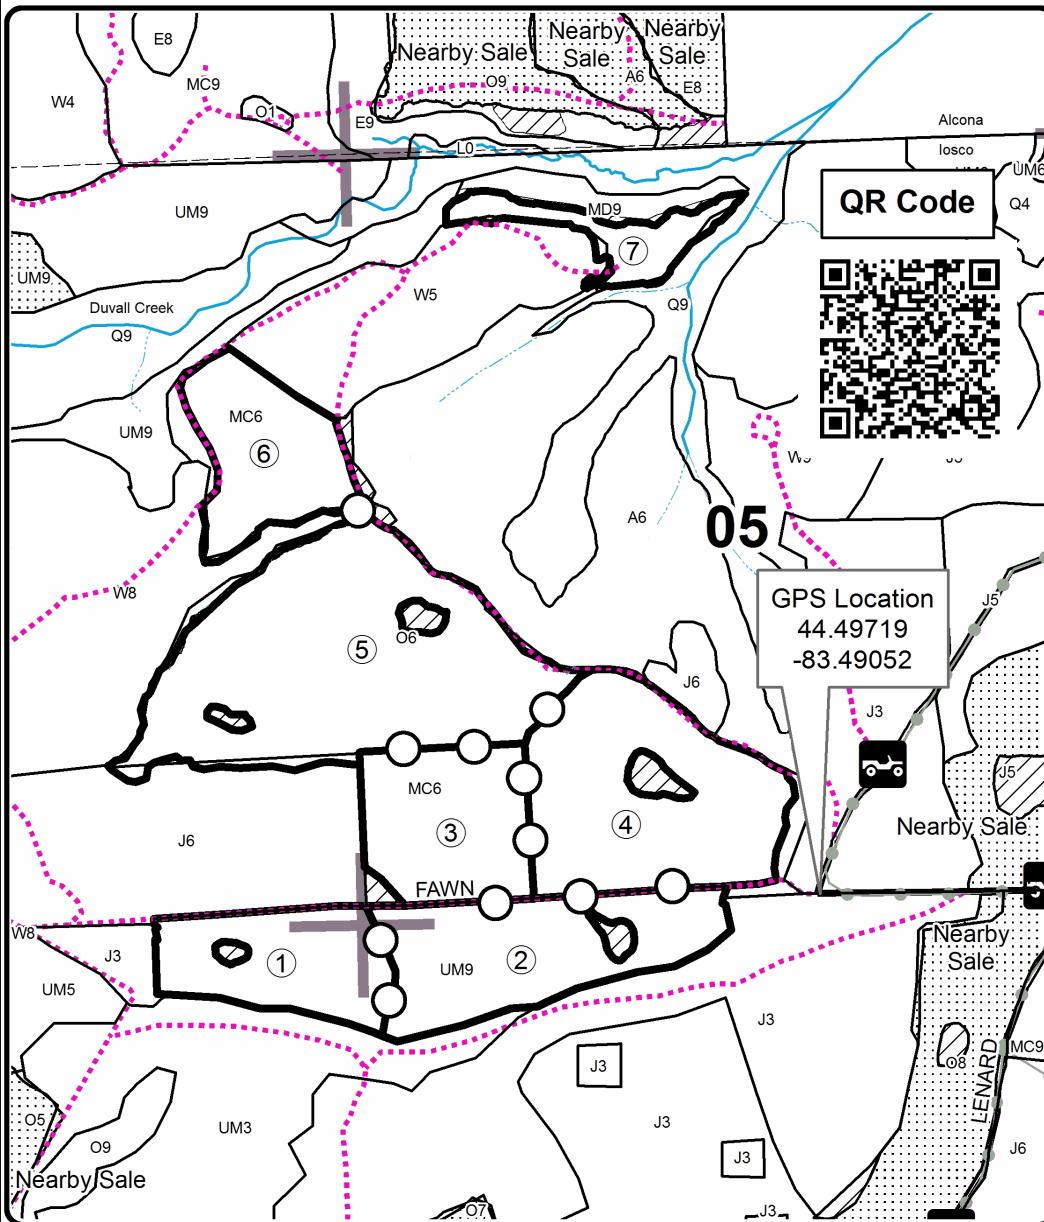 E8
Nearby Sale
Nearby
Sale
Nearby
Sale
MC9
O9
A6
E8
W4
O1
E9
Alcona
L0
Iosco
UM6
QR Code
Q4
UM9
MD9
7
UM9
W5
Duvall Creek
Q9
Q9
MC6
UM9
6
A6
05
W8
GPS Location
44.49719
-83.49052
J5
O6
5
J6
J3
J5
MC6
3
4
Nearby Sale
J6
FAWN
W8
J3
1
2
UM9
Nearby
Sale
UM5
J3
MC9
J3
O8
LENARD
O5
UM3
J3
O9
J3
J6
Nearby Sale
O7
J3